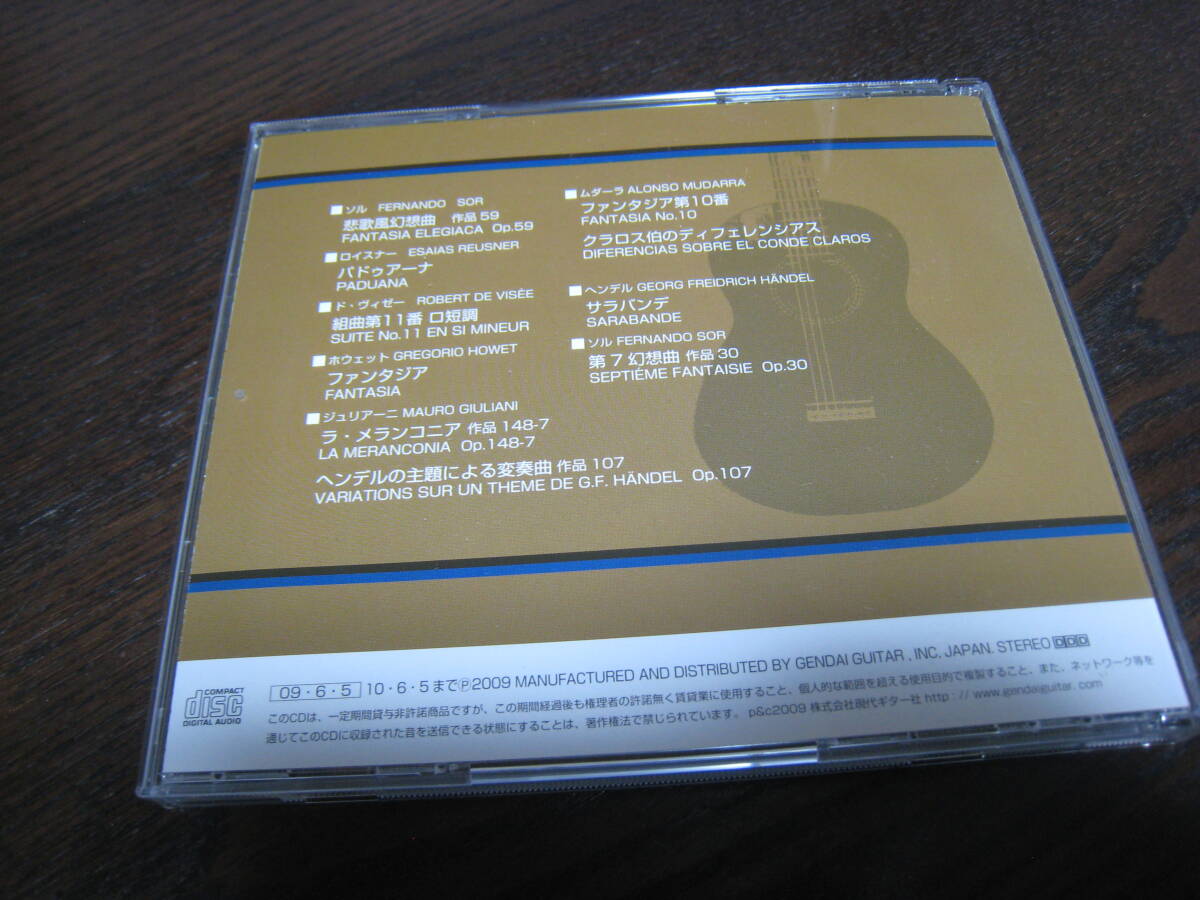 ■ソル FERNANDO SOR
悲歌風幻想曲 作品59
FANTASIA ELEGIACA Op.59
■ロイスナー ESAIAS REUSNER
パドゥアーナ
PADUANA
■ド・ヴィゼー ROBERT DE VISÉE
組曲第11番 ロ短調
SUITE No.11 EN SI MINEUR
■ホウェット GREGORIO HOWET
ファンタジア
FANTASIA
■ジュリアーニ MAURO GIULIANI
ラ・メランコニア 作品148-7
LA MERANCONIA Op.148-7
ヘンデルの主題による変奏曲 作品107
VARIATIONS SUR UN THEME DE G.F. HÄNDEL Op.107
■ムダーラ ALONSO MUDARRA
ファンタジア第10番
FANTASIA No.10
クラロス伯のディフェレンシアス
DIFERENCIAS SOBRE EL CONDE CLAROS
■ヘンデル GEORG FREIDRICH HÄNDEL
サラバンデ
SARABANDE
■ソル FERNANDO SOR
第7幻想曲 作品30
SEPTIÉME FANTAISIE Op.30
COMPACT
disc
DIGITAL AUDIO
09・6・5 10・6・5まで Ⓟ2009 MANUFACTURED AND DISTRIBUTED BY GENDAI GUITAR , INC. JAPAN. STEREO DDD
このCDは、一定期間貸与非許諾商品ですが、この期間経過後も権理者の許諾無く賃貸業に使用すること、個人的な範囲を超える使用目的で複製すること、また、ネットワーク等を
通じてこのCDに収録された音を送信できる状態にすることは、著作権法で禁じられています。 p&c2009 株式会社現代ギター社 http://www.gendaiguitar.com